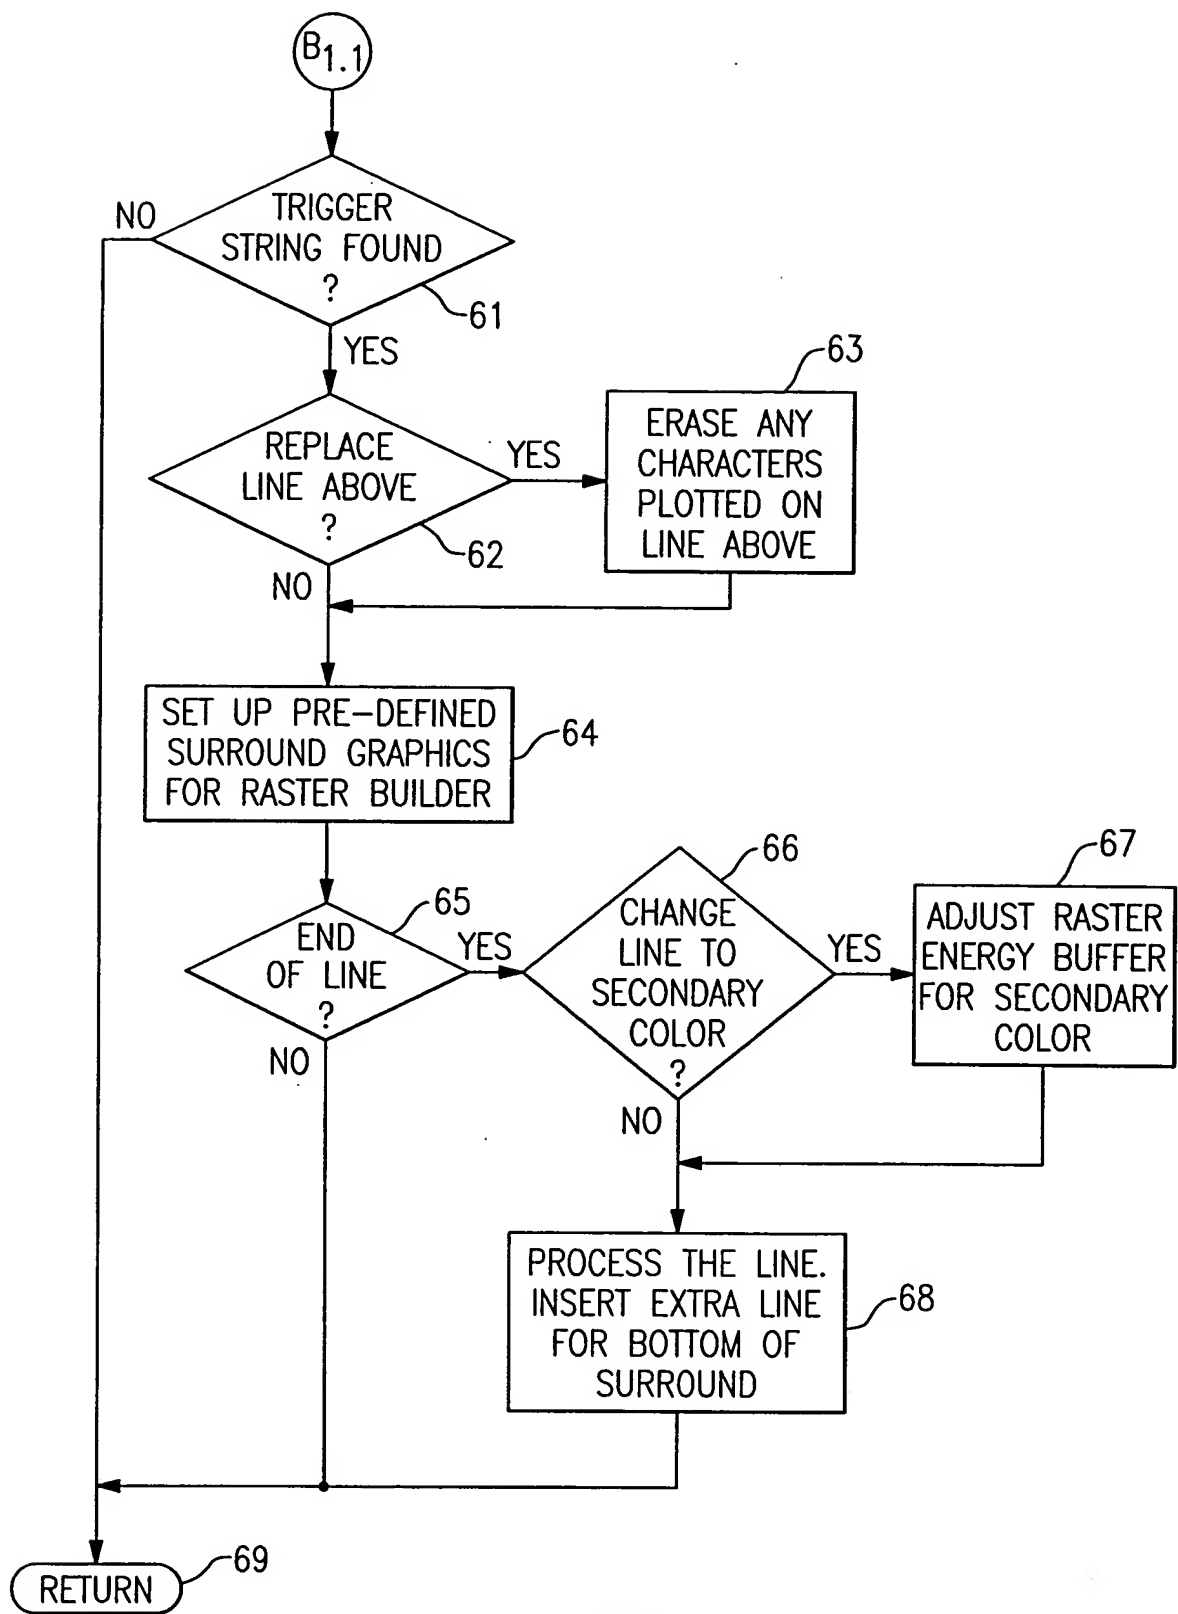 B1.1
TRIGGER
STRING FOUND
?
61
NO
YES
REPLACE
LINE ABOVE
?
62
YES
NO
63
ERASE ANY
CHARACTERS
PLOTTED ON
LINE ABOVE
SET UP PRE-DEFINED
SURROUND GRAPHICS
FOR RASTER BUILDER
64
END
OF LINE
?
65
YES
NO
66
CHANGE
LINE TO
SECONDARY
COLOR
?
YES
NO
67
ADJUST RASTER
ENERGY BUFFER
FOR SECONDARY
COLOR
PROCESS THE LINE.
INSERT EXTRA LINE
FOR BOTTOM OF
SURROUND
68
RETURN
69